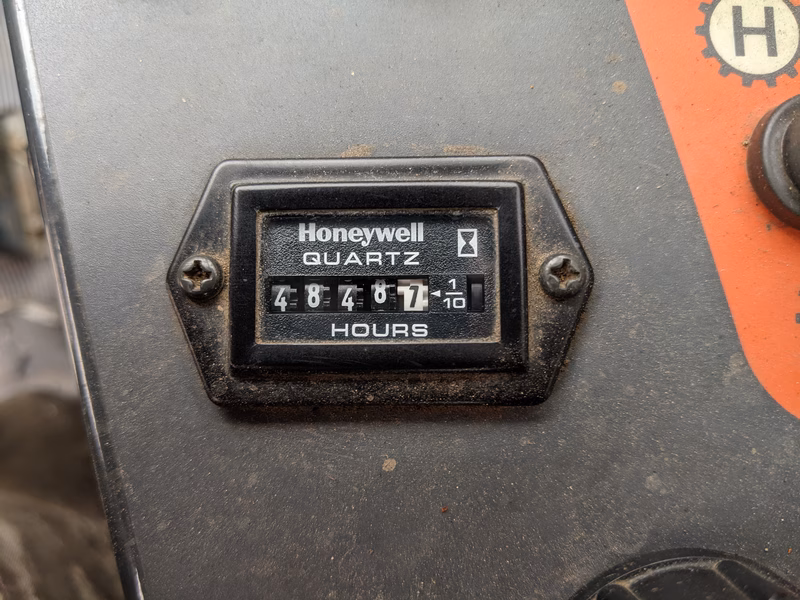 H
Honeywell
QUARTZ
4 8 4 8 7 1/10
HOURS